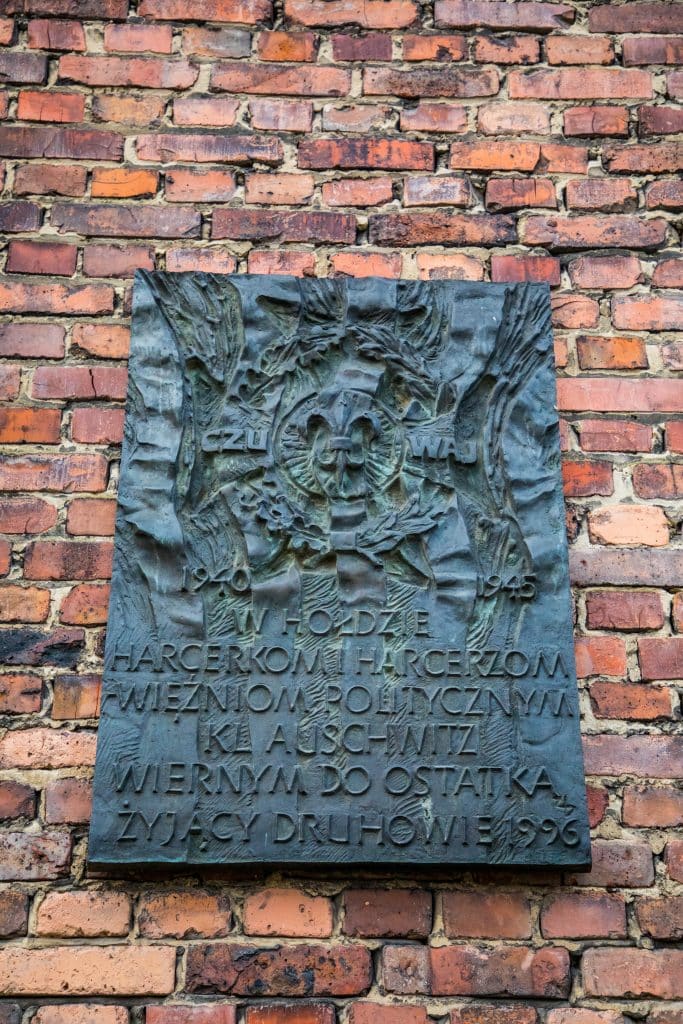 CZU WAJ
1940 1945
W HOŁDZIE
HARCERKOM I HARCERZOM
WIĘŹNIOM POLITYCZNYM
KL AUSCHWITZ
WIERNYM DO OSTATKA
ŻYJĄCY DRUHOWIE 1996